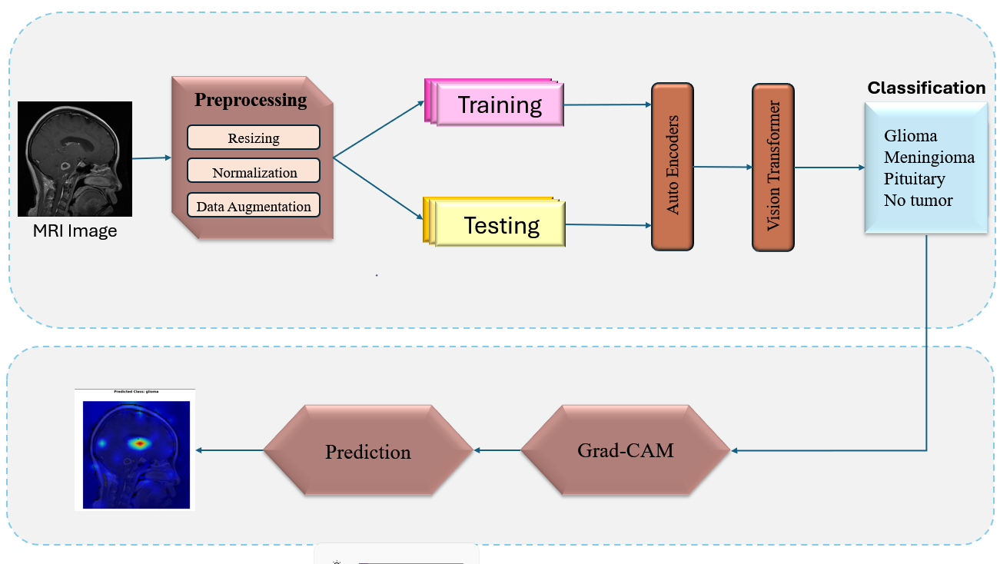 MRI Image
Preprocessing
Resizing
Normalization
Data Augmentation
Training
Testing
Auto Encoders
Vision Transformer
Classification
Glioma
Meningioma
Pituitary
No tumor
Predicted Class: glioma
Prediction
Grad-CAM